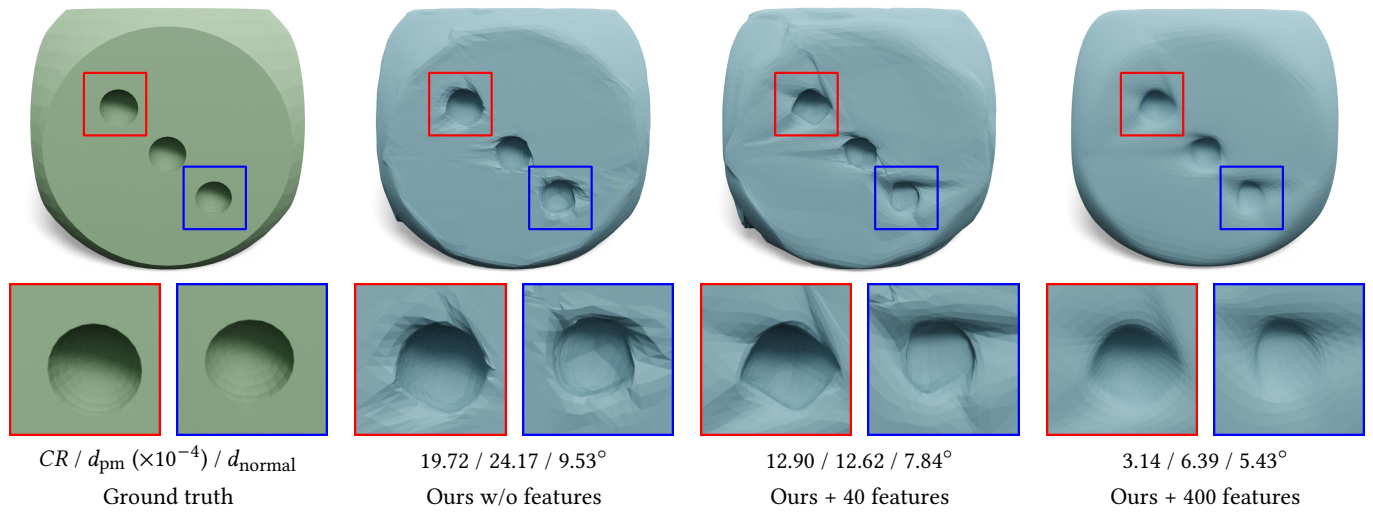 CR / d_pm (×10⁻⁴) / d_normal
19.72 / 24.17 / 9.53°
12.90 / 12.62 / 7.84°
3.14 / 6.39 / 5.43°
Ground truth
Ours w/o features
Ours + 40 features
Ours + 400 features